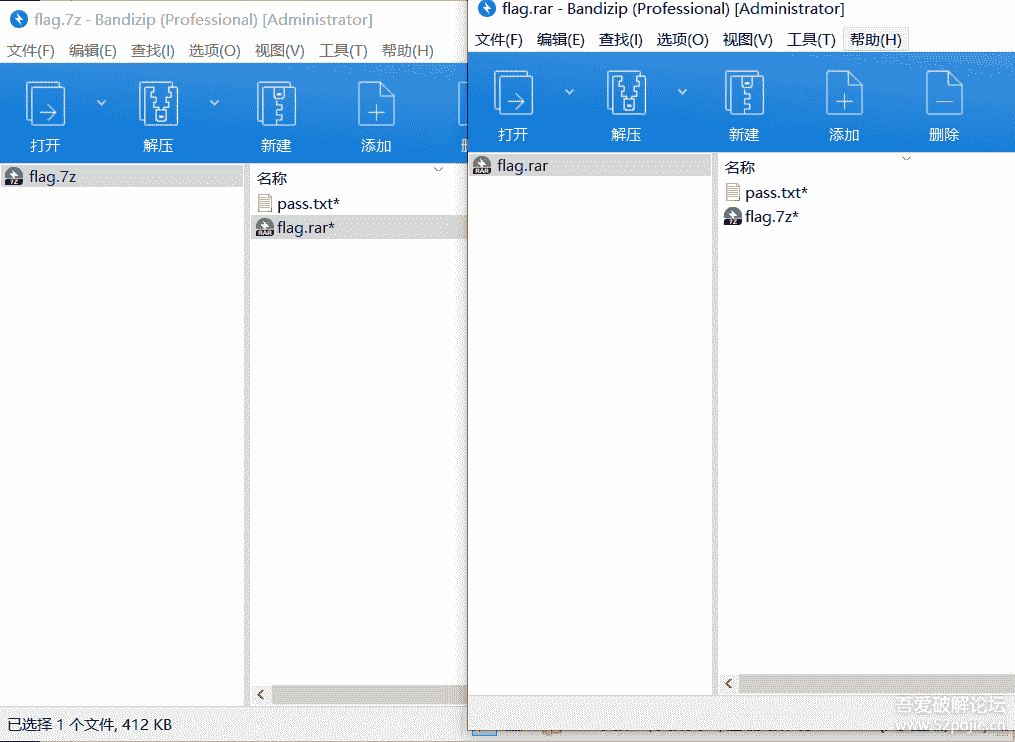 flag.7z - Bandizip (Professional) [Administrator]
文件(F) 编辑(E) 查找(I) 选项(O) 视图(V) 工具(T) 帮助(H)
打开 解压 新建 添加
flag.7z
7Z
名称
pass.txt*
RAR flag.rar*
已选择 1 个文件, 412 KB
flag.rar - Bandizip (Professional) [Administrator]
文件(F) 编辑(E) 查找(I) 选项(O) 视图(V) 工具(T) 帮助(H)
打开 解压 新建 添加 删除
RAR flag.rar
名称
pass.txt*
7Z flag.7z*
吾爱破解论坛
www.52pojie.cn